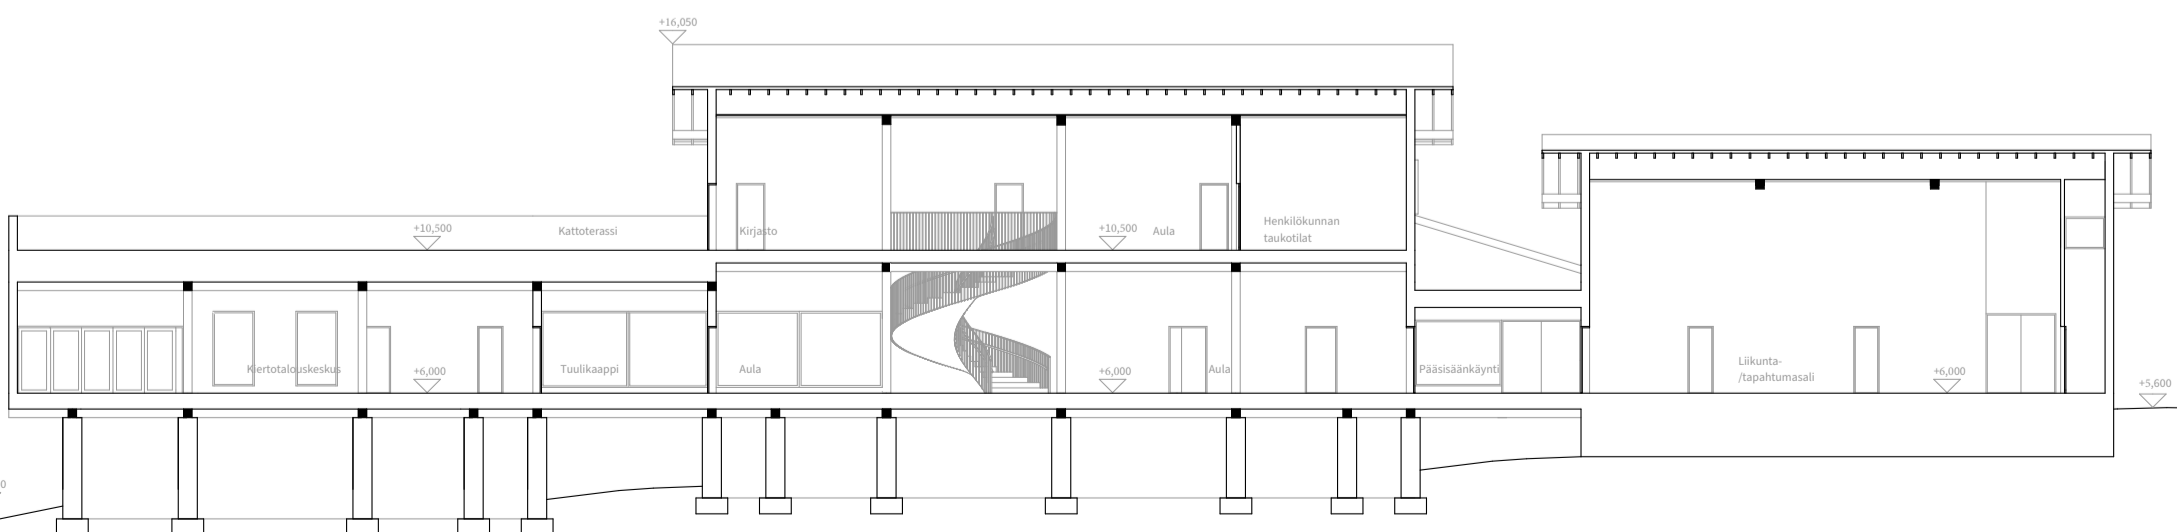 +16,050
+10,500
Kattoterassi
Kirjasto
+10,500
Aula
Henkilökunnan
taukotilat
Kiertotalouskeskus
+6,000
Tuulikaappi
Aula
+6,000
Aula
Pääsisäänkäynti
Liikunta-
/tapahtumasali
+6,000
+5,600